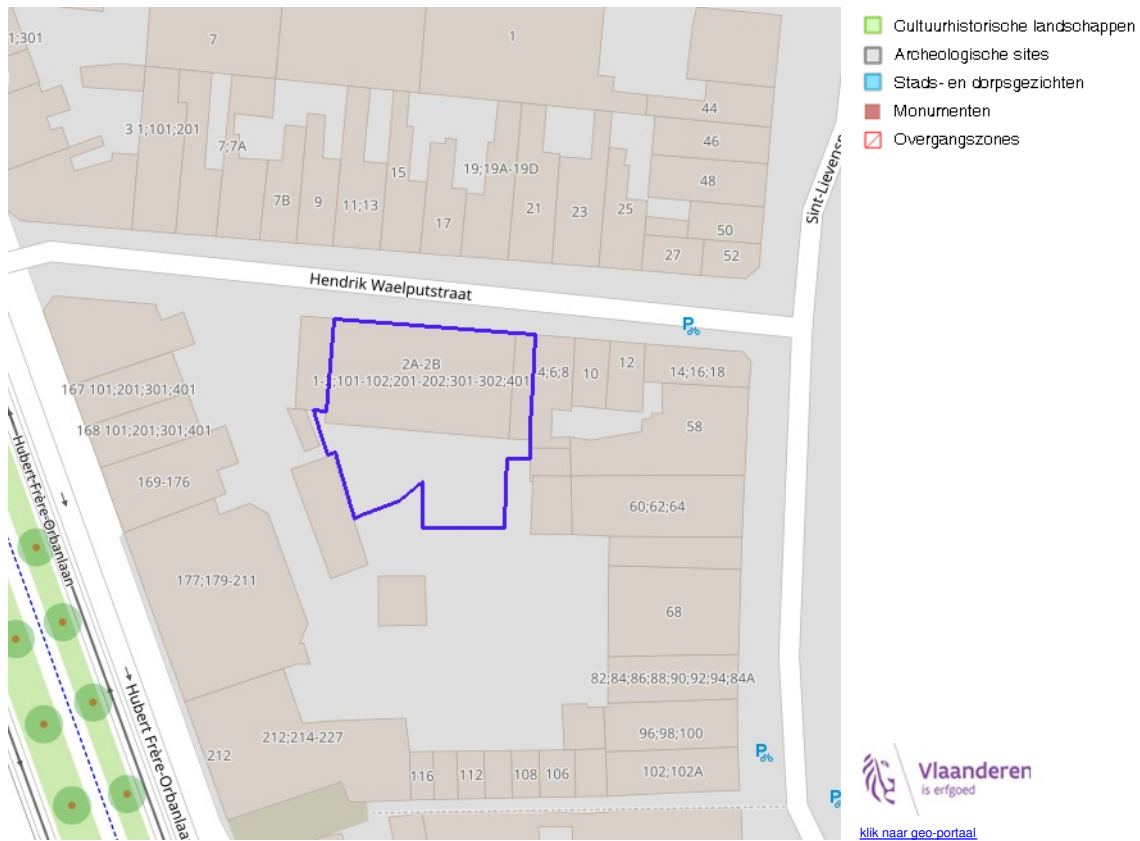 1;301
7
1
Cultuurhistorische landschappen
Archeologische sites
Stads- en dorpsgezichten
Monumenten
Overgangszones
3 1;101;201
7;7A
15
19;19A-19D
44
46
48
7B
9
11;13
17
21
23
25
50
27
52
Sint-Lievensp
Hendrik Waelputstraat
P
2A-2B
1-2;101-102;201-202;301-302;401
4;6;8
10
12
14;16;18
167 101;201;301;401
168 101;201;301;401
58
169-176
Hubert-Frère-Orbanlaan
60;62;64
177;179-211
68
82;84;86;88;90;92;94;84A
Hubert Frère-Orbanlaa
212
212;214-227
96;98;100
116
112
108
106
102;102A
P
P
Vlaanderen
is erfgoed
klik naar geo-portaal